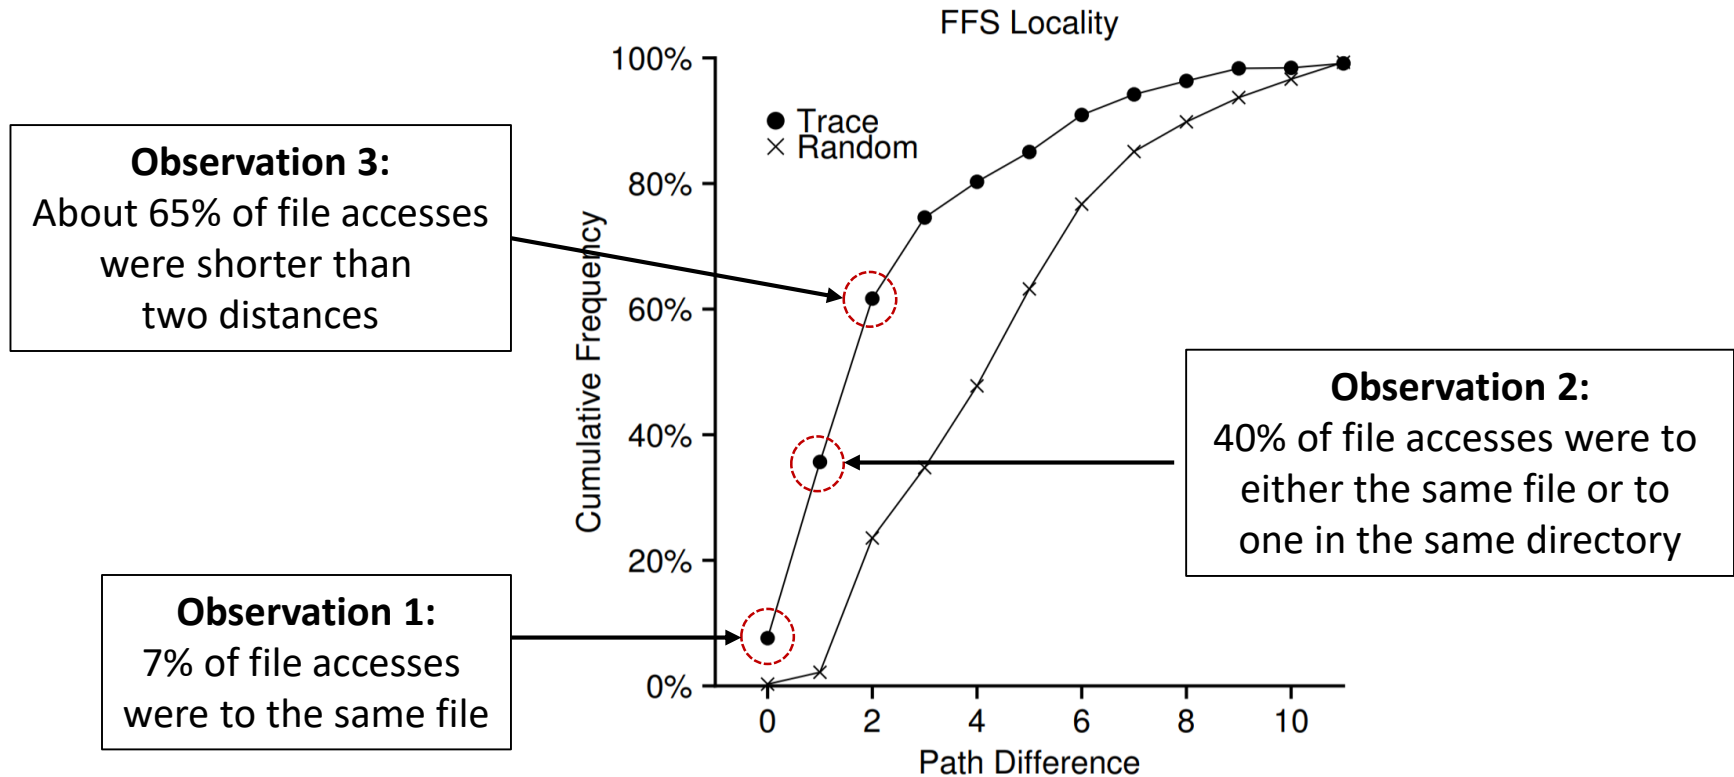 FFS Locality
100%
80%
60%
40%
20%
0%
Cumulative Frequency
Trace
Random
0 2 4 6 8 10
Path Difference
Observation 3:
About 65% of file accesses
were shorter than
two distances
Observation 2:
40% of file accesses were to
either the same file or to
one in the same directory
Observation 1:
7% of file accesses
were to the same file